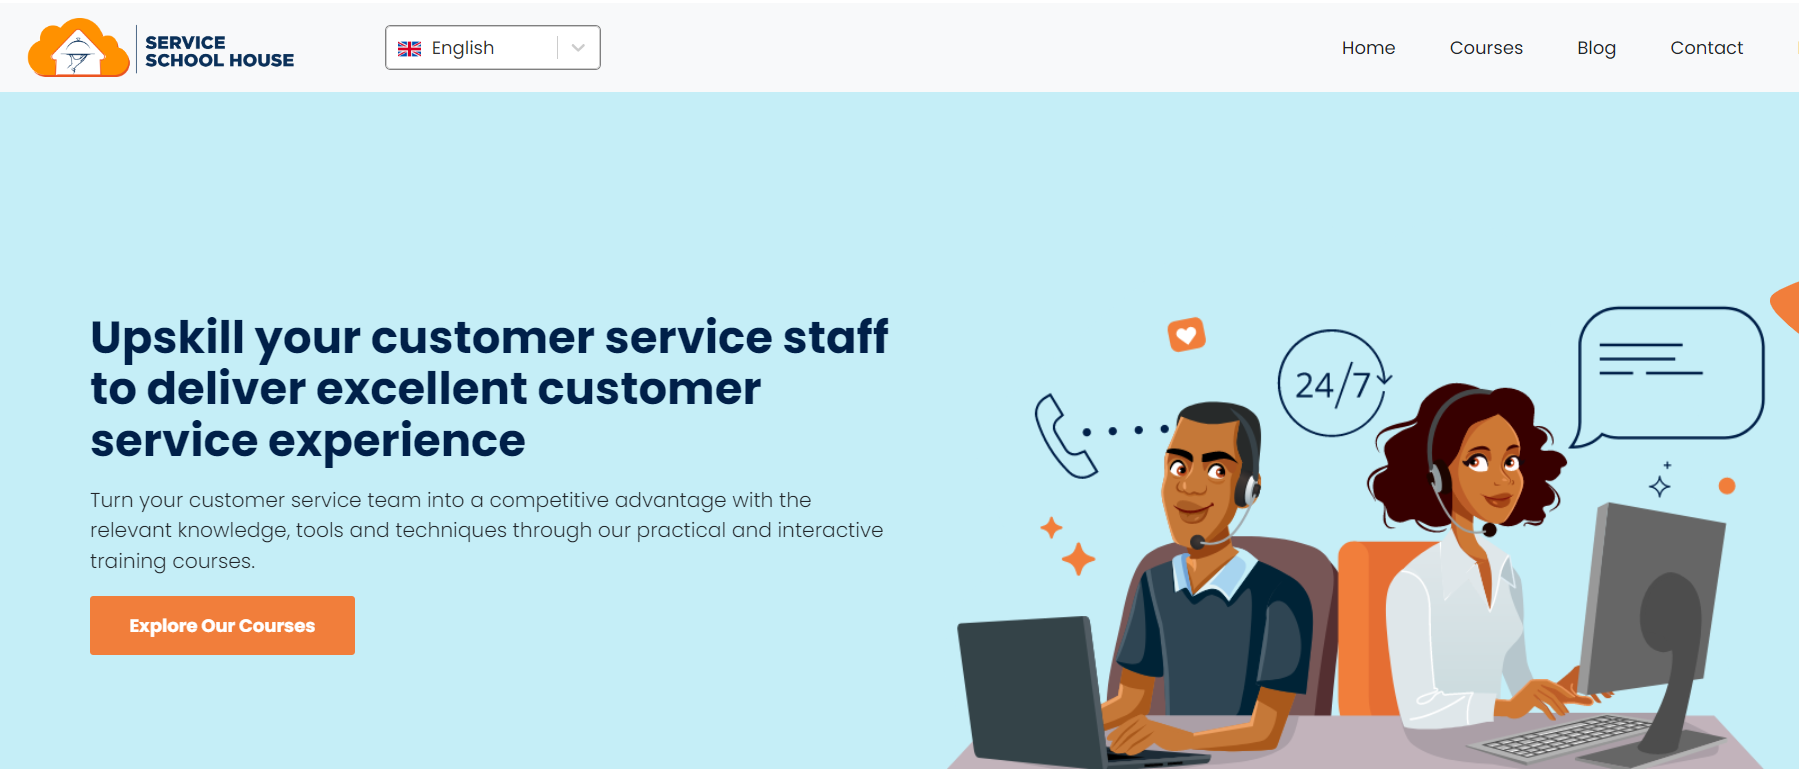 SERVICE
SCHOOL HOUSE
English
Home
Courses
Blog
Contact
Upskill your customer service staff
to deliver excellent customer
service experience
Turn your customer service team into a competitive advantage with the
relevant knowledge, tools and techniques through our practical and interactive
training courses.
Explore Our Courses
24/7